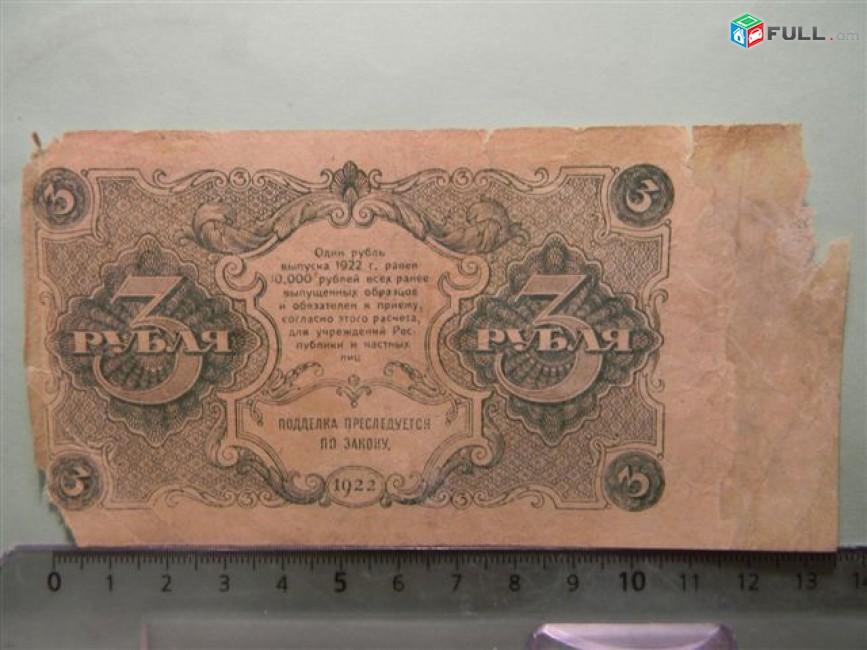 FULL.am
3
3
Один рубль
выпуска 1922 г. равен
10,000 рублей всех ранее
выпущенных образцов
и обязателен к приему,
согласно этого расчета,
для учреждений Рес-
публики и частных
лиц
3
РУБЛЯ
3
РУБЛЯ
ПОДДЕЛКА ПРЕСЛЕДУЕТСЯ
ПО ЗАКОНУ.
3
1922
3
0 1 2 3 4 5 6 7 8 9 10 11 12 13